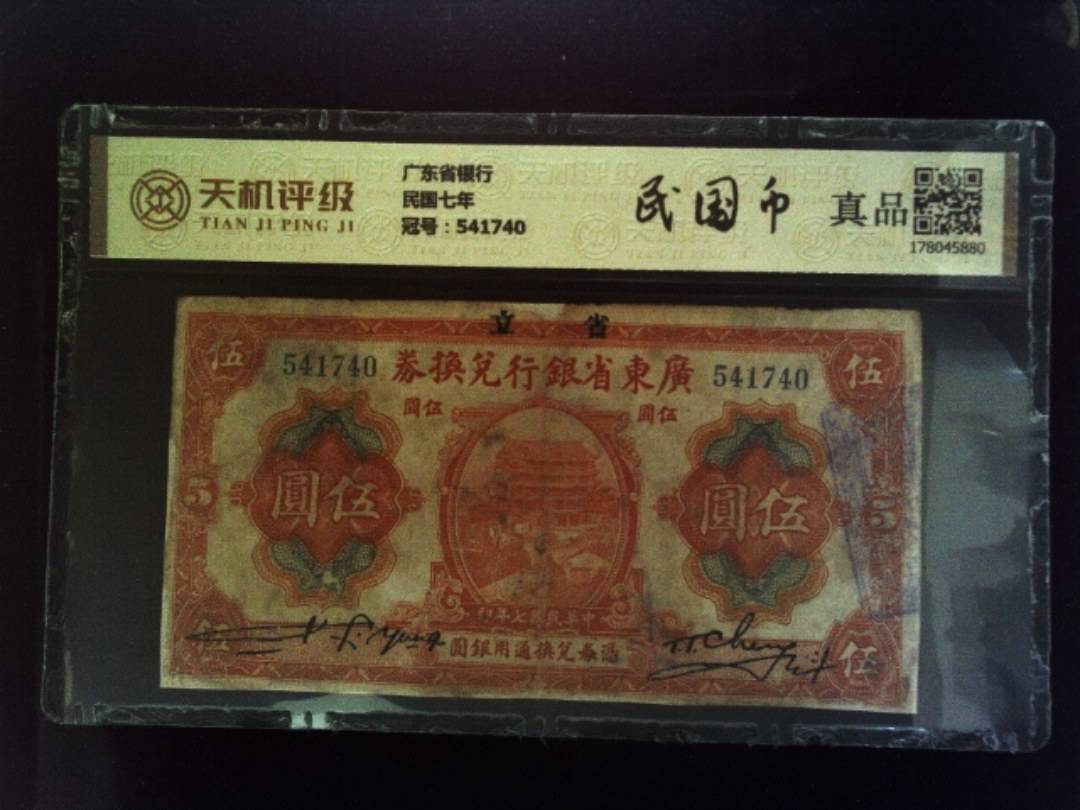 天机评级
TIAN JI PING JI
广东省银行
民国七年
冠号：541740
民国币
真品
178045880
省 立
541740
廣東省銀行兌換券
541740
伍
伍
伍圓
伍圓
伍圓
伍圓
5
5
中華民國七年印
憑券兌換通用銀圓
伍
伍